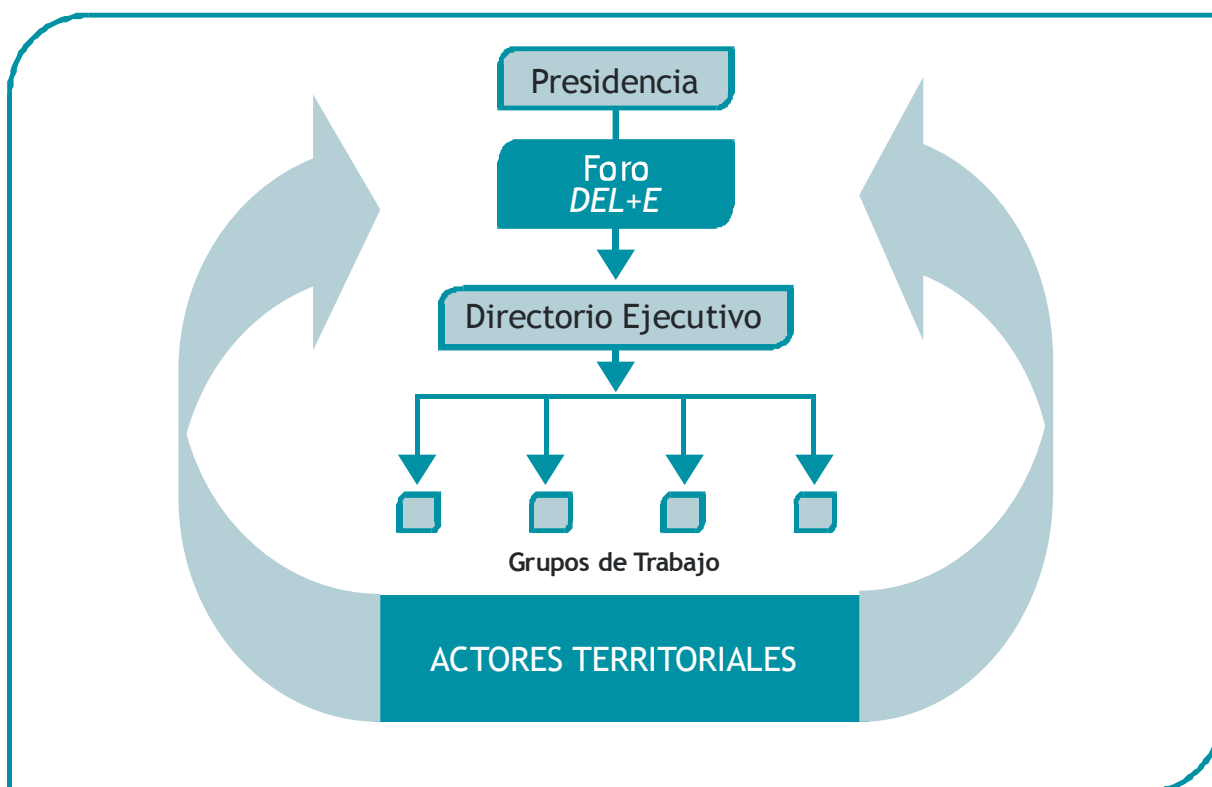 Presidencia
Foro
DEL+E
Directorio Ejecutivo
Grupos de Trabajo
ACTORES TERRITORIALES